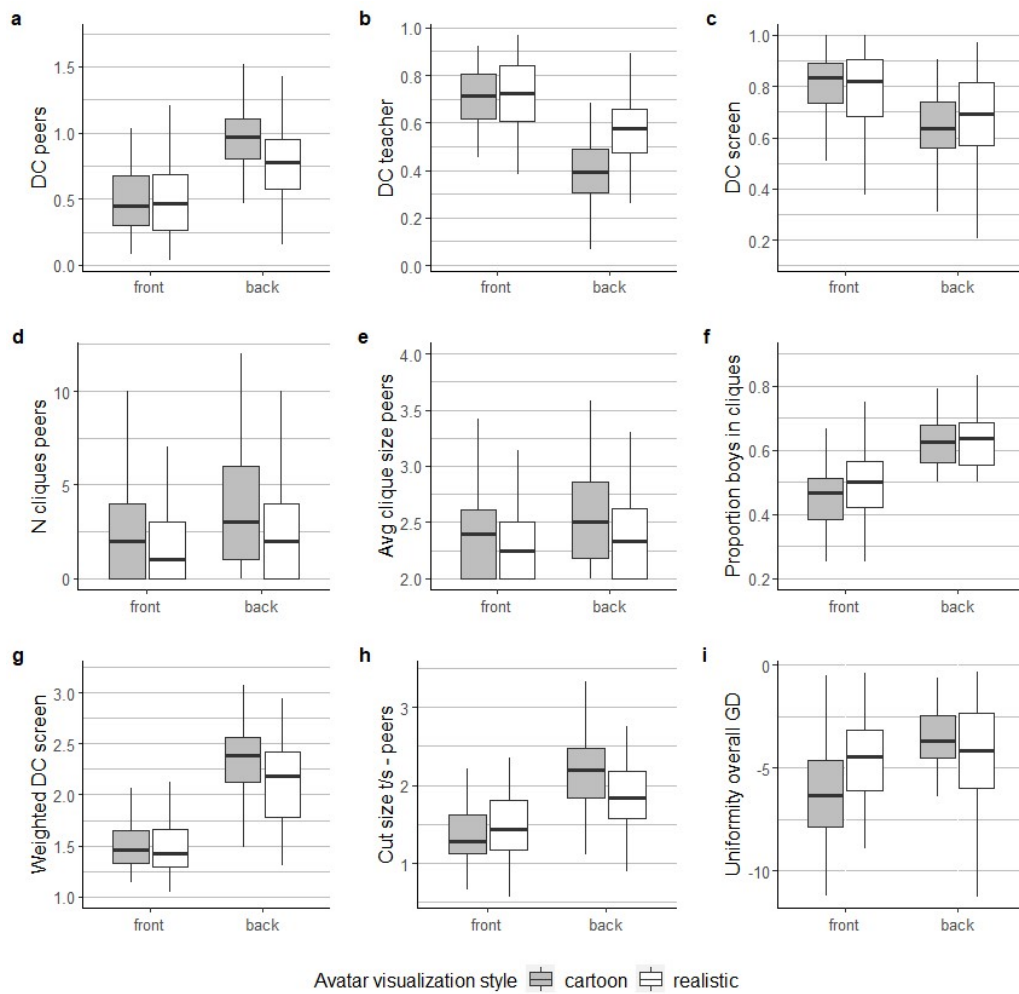 a
DC peers
1.5
1.0
0.5
0.0
front back
b
DC teacher
1.0
0.8
0.6
0.4
0.2
0.0
front back
c
DC screen
1.0
0.8
0.6
0.4
0.2
front back
d
N cliques peers
10
5
0
front back
e
Avg clique size peers
4.0
3.5
3.0
2.5
2.0
front back
f
Proportion boys in cliques
0.8
0.6
0.4
0.2
front back
g
Weighted DC screen
3.0
2.5
2.0
1.5
1.0
front back
h
Cut size t/s - peers
3
2
1
front back
i
Uniformity overall GD
0
-5
-10
front back
Avatar visualization style cartoon realistic